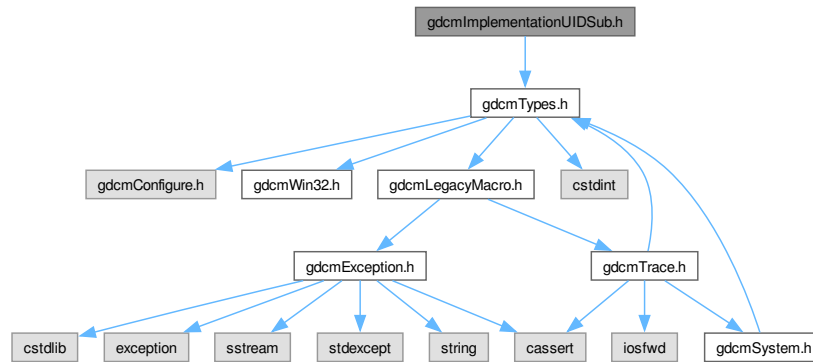 gdcmImplementationUIDSub.h
gdcmTypes.h
gdcmConfigure.h
gdcmWin32.h
gdcmLegacyMacro.h
cstdint
gdcmException.h
gdcmTrace.h
cstdlib
exception
sstream
stdexcept
string
cassert
iosfwd
gdcmSystem.h